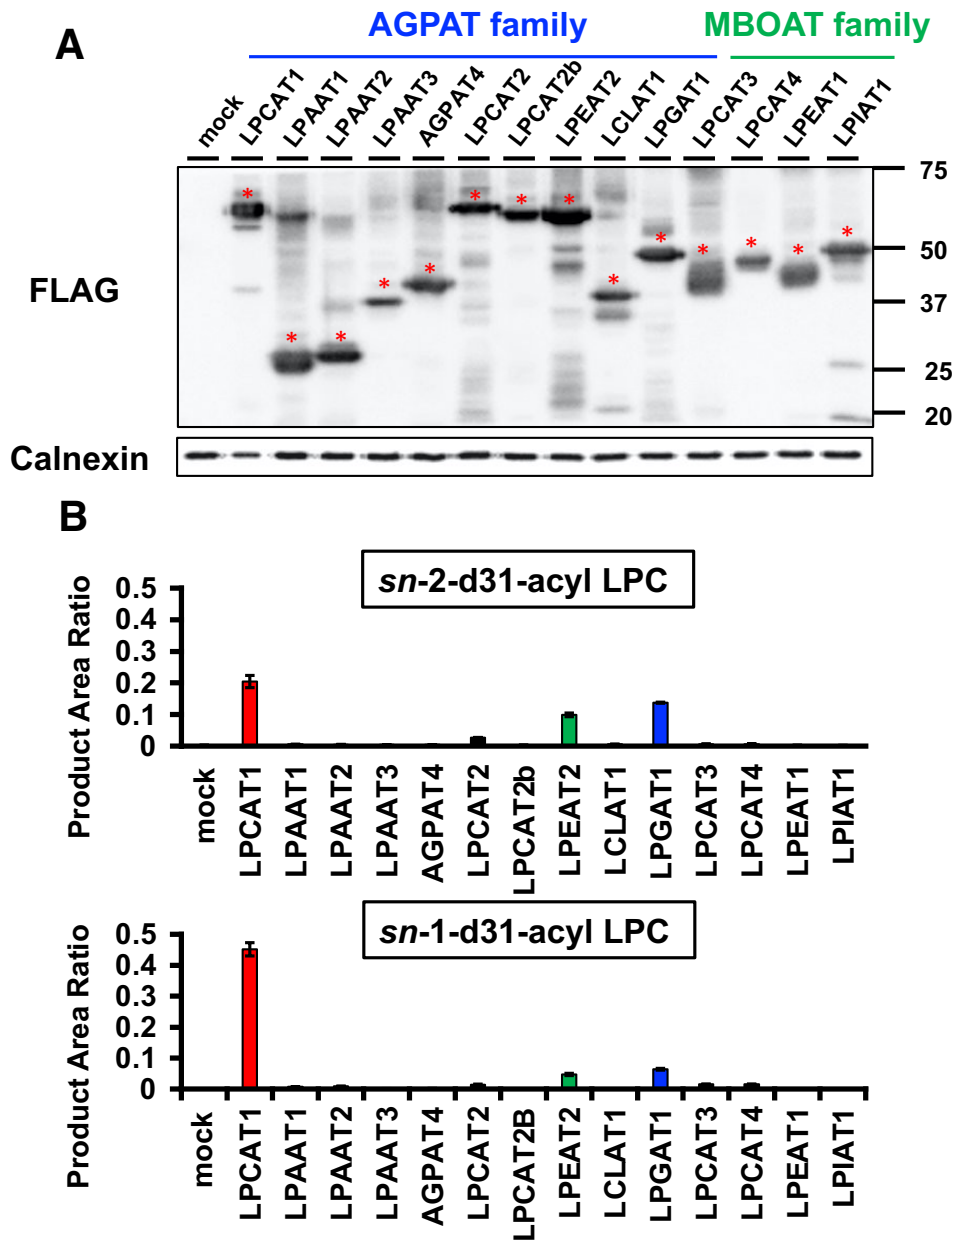 A
AGPAT family
MBOAT family
mock
LPCAT1
LPAAT1
LPAAT2
LPAAT3
AGPAT4
LPCAT2
LPCAT2b
LPEAT2
LCLAT1
LPGAT1
LPCAT3
LPCAT4
LPEAT1
LPIAT1
FLAG
* * * * * * * * * * * * * *
75
50
37
25
20
Calnexin
B
sn-2-d31-acyl LPC
Product Area Ratio
0.5
0.4
0.3
0.2
0.1
0
mock
LPCAT1
LPAAT1
LPAAT2
LPAAT3
AGPAT4
LPCAT2
LPCAT2b
LPEAT2
LCLAT1
LPGAT1
LPCAT3
LPCAT4
LPEAT1
LPIAT1
sn-1-d31-acyl LPC
Product Area Ratio
0.5
0.4
0.3
0.2
0.1
0
mock
LPCAT1
LPAAT1
LPAAT2
LPAAT3
AGPAT4
LPCAT2
LPCAT2B
LPEAT2
LCLAT1
LPGAT1
LPCAT3
LPCAT4
LPEAT1
LPIAT1